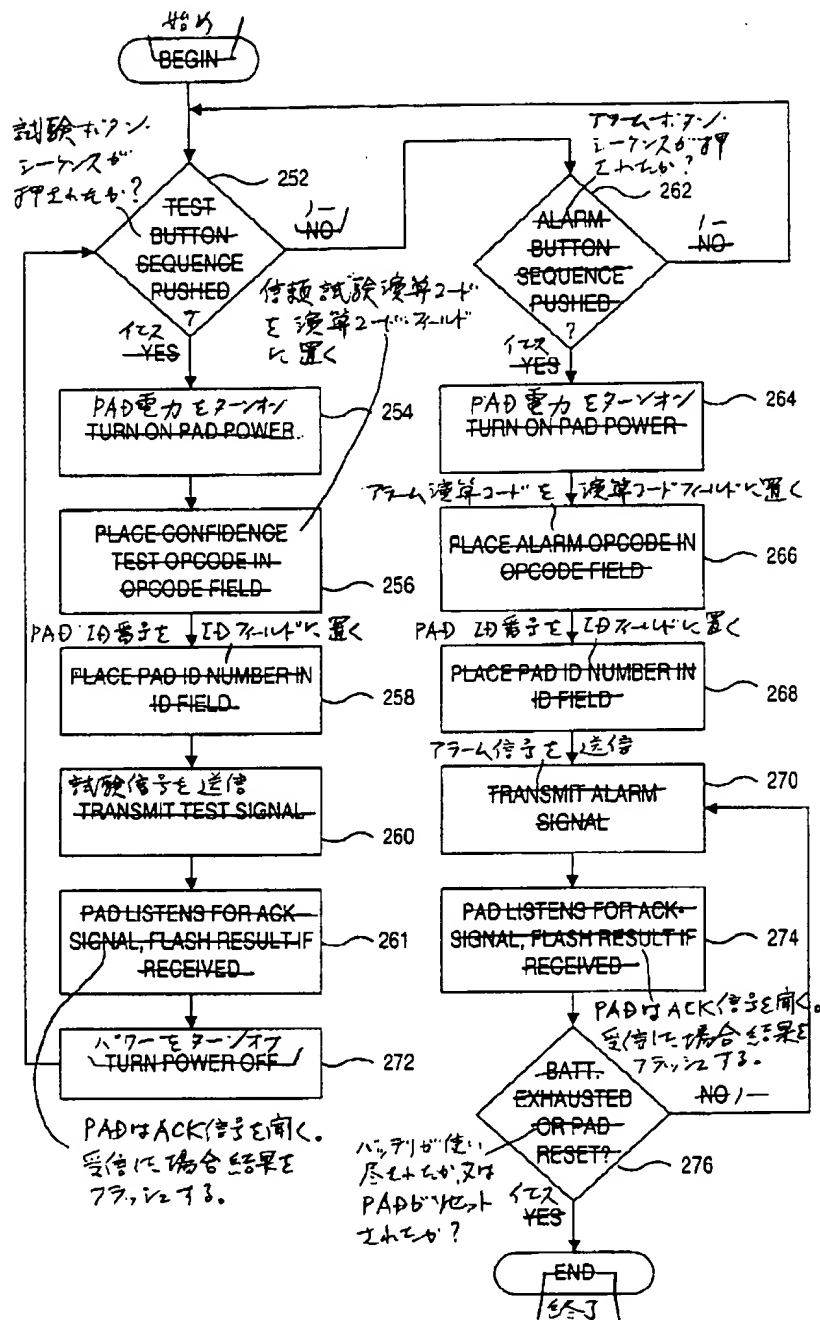 始め
BEGIN
試験ボタン・
シーケンスが
押されたか?
252
TEST
BUTTON
SEQUENCE
PUSHED
?
ノー
NO
イエス
YES
アラームボタン・
シーケンスが押
されたか?
262
ALARM
BUTTON
SEQUENCE
PUSHED
?
ノー
NO
イエス
YES
信頼試験演算コード
を演算コード・フィールド
に置く
PAD電力をターンオン
TURN ON PAD POWER
254
PAD電力をターンオン
TURN ON PAD POWER
264
PLACE CONFIDENCE
TEST OPCODE IN
OPCODE FIELD
256
アラーム演算コードを演算コードフィールドに置く
PLACE ALARM OPCODE IN
OPCODE FIELD
266
PAD ID番号をIDフィールドに置く
PLACE PAD ID NUMBER IN
ID FIELD
258
PAD ID番号をIDフィールドに置く
PLACE PAD ID NUMBER IN
ID FIELD
268
試験信号を送信
TRANSMIT TEST SIGNAL
260
アラーム信号を送信
TRANSMIT ALARM
SIGNAL
270
PAD LISTENS FOR ACK
SIGNAL, FLASH RESULT IF
RECEIVED
261
PAD LISTENS FOR ACK
SIGNAL, FLASH RESULT IF
RECEIVED
274
PADはACK信号を聞く。
受信した場合結果を
フラッシュする。
パワーをターンオフ
TURN POWER OFF
272
PADはACK信号を聞く。
受信した場合結果を
フラッシュする。
BATT.
EXHAUSTED
OR PAD
RESET?
276
NO ノー
バッテリが使い
尽されたか、又は
PADがリセット
されたか?
イエス
YES
END
終了